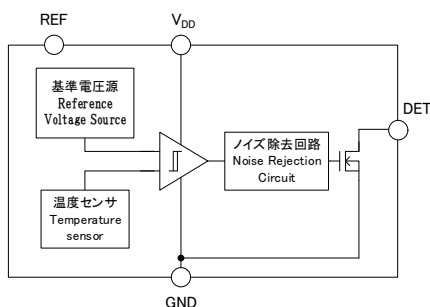 REF
VDD
基準電圧源
Reference
Voltage Source
DET
ノイズ除去回路
Noise Rejection
Circuit
温度センサ
Temperature
sensor
GND